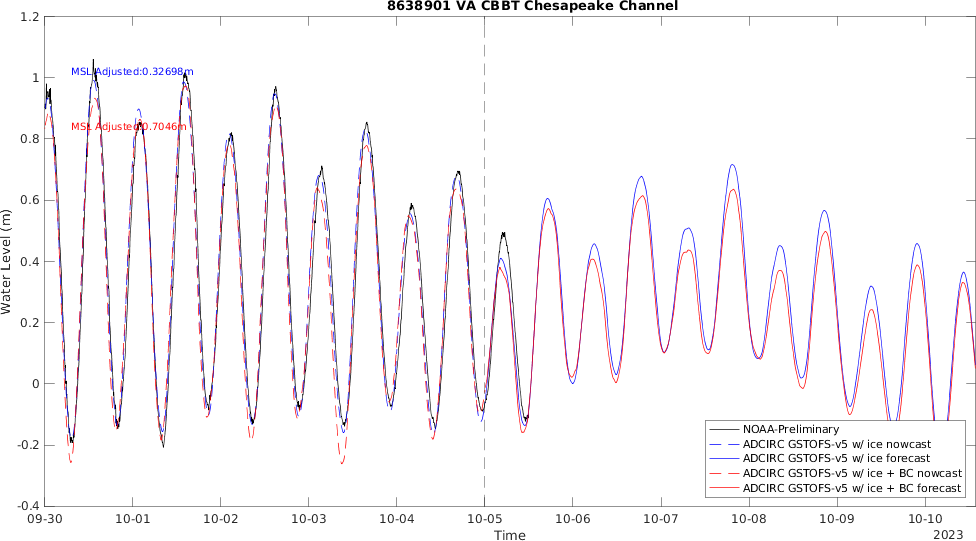 8638901 VA CBBT Chesapeake Channel
1.2
1
0.8
0.6
0.4
0.2
0
-0.2
-0.4
Water Level (m)
MSL Adjusted:0.32698m
MSL Adjusted:0.7046m
NOAA-Preliminary
ADCIRC GSTOFS-v5 w/ ice nowcast
ADCIRC GSTOFS-v5 w/ ice forecast
ADCIRC GSTOFS-v5 w/ ice + BC nowcast
ADCIRC GSTOFS-v5 w/ ice + BC forecast
09-30 10-01 10-02 10-03 10-04 10-05 10-06 10-07 10-08 10-09 10-10
Time
2023